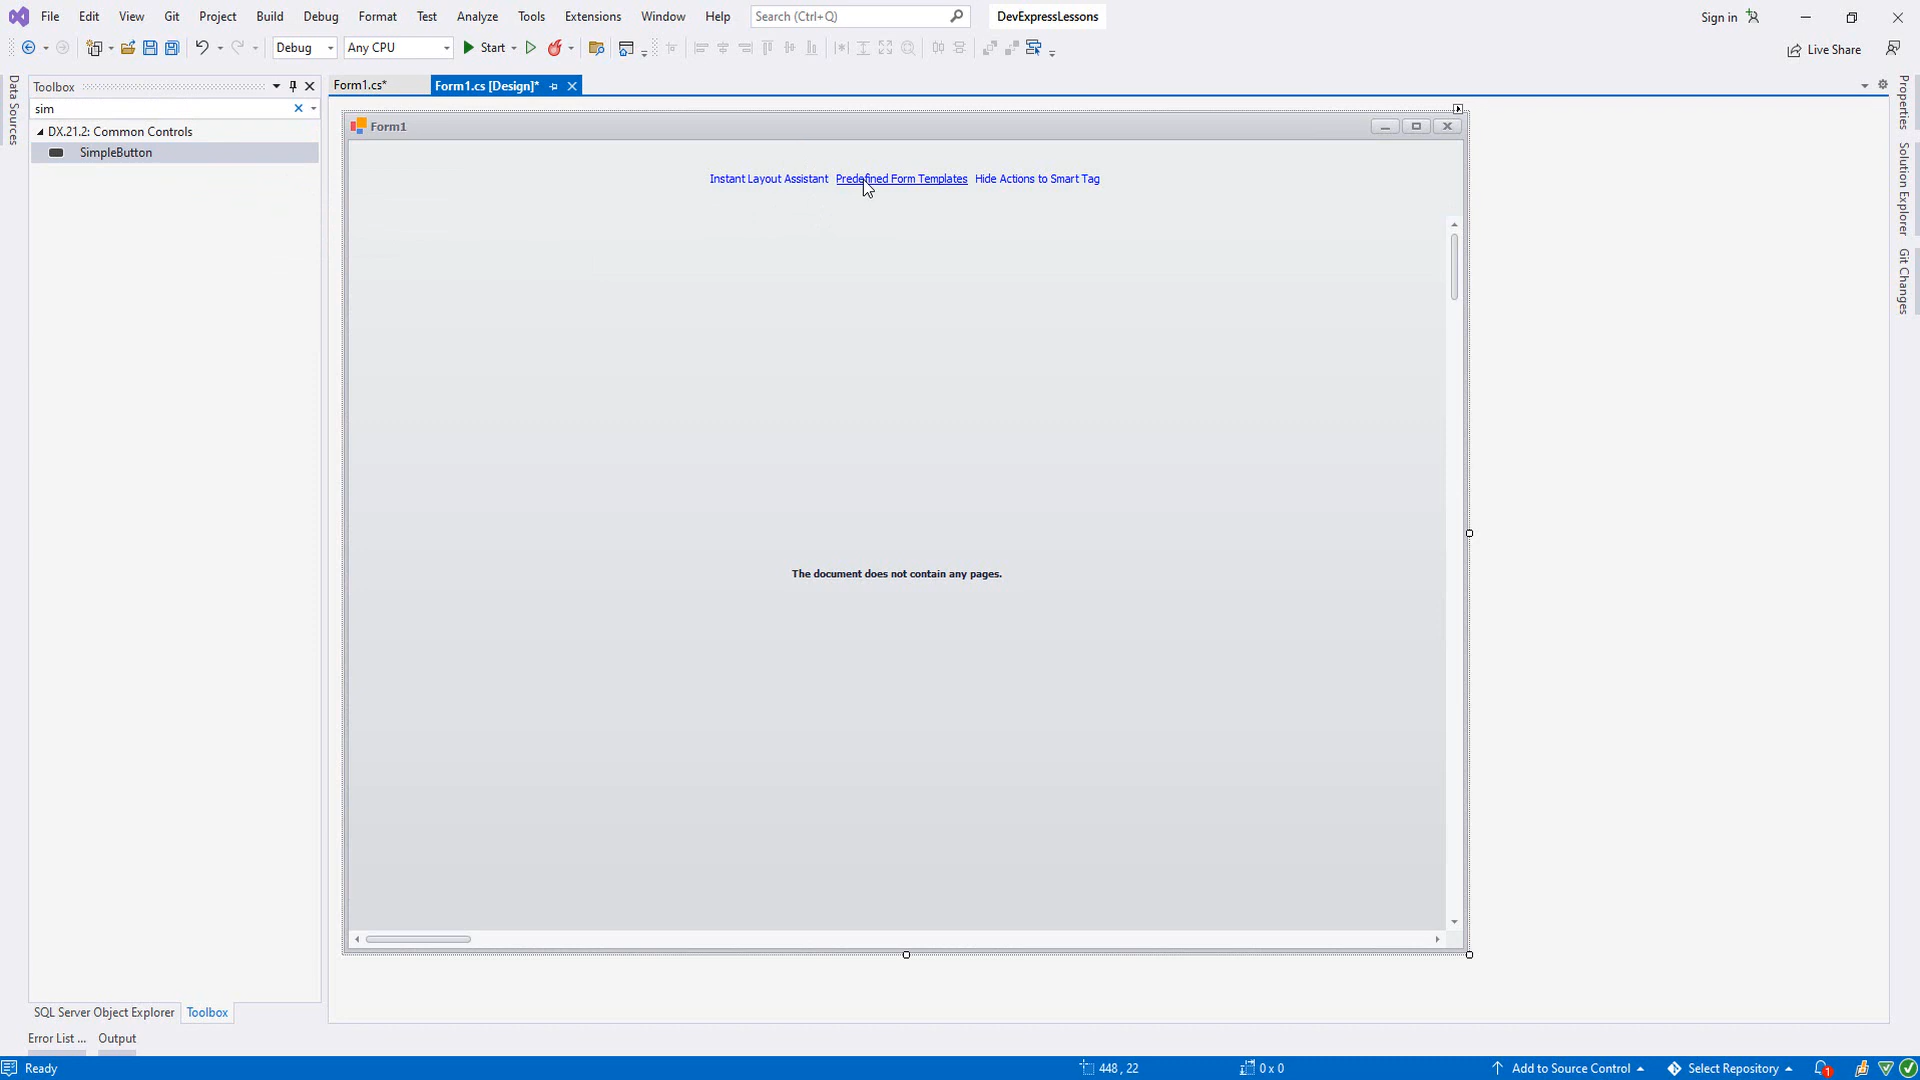 File Edit View Git Project Build Debug Format Test Analyze Tools Extensions Window Help Search (Ctrl+Q) DevExpressLessons Sign in
Debug Any CPU Start Live Share
Data Sources
Toolbox
sim
DX.21.2: Common Controls
SimpleButton
Form1.cs* Form1.cs [Design]*
Form1
Instant Layout Assistant Predefined Form Templates Hide Actions to Smart Tag
The document does not contain any pages.
Properties
Solution Explorer
Git Changes
SQL Server Object Explorer Toolbox
Error List ... Output
Ready 448 , 22 0 x 0 Add to Source Control Select Repository 1